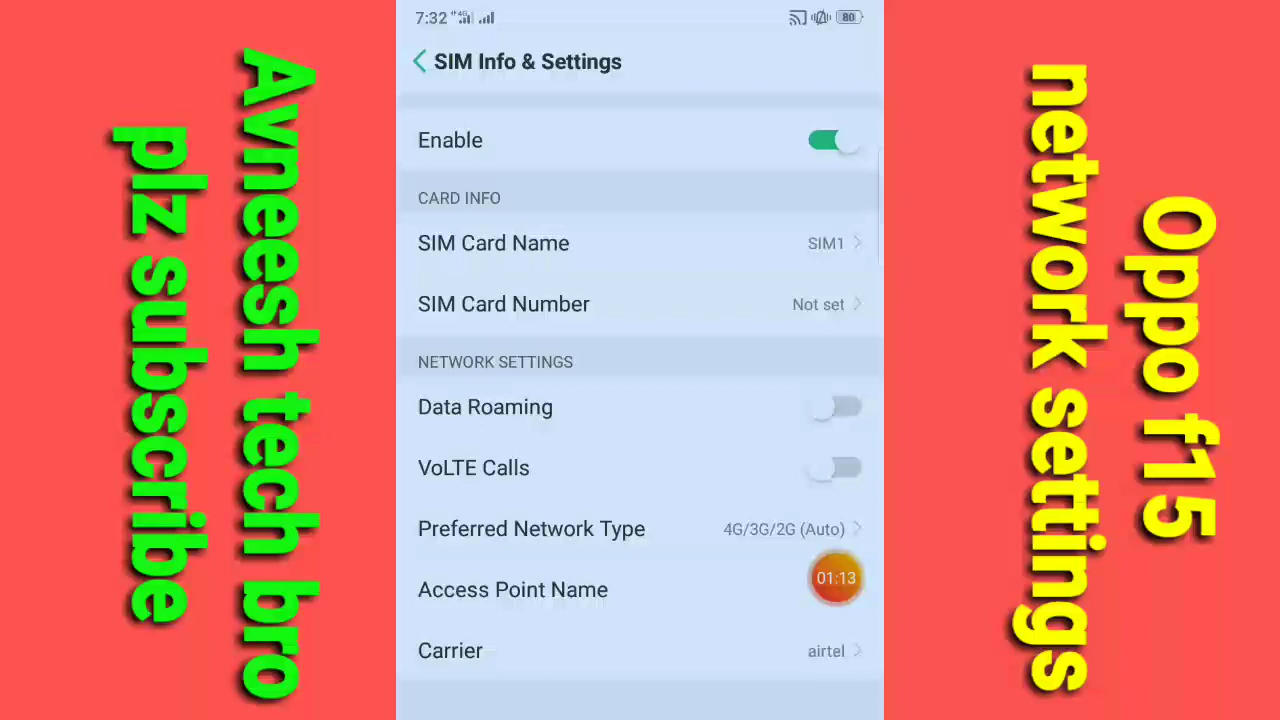 Avneesh tech bro
plz subscribe
7:32 4G 80
SIM Info & Settings
Enable
CARD INFO
SIM Card Name SIM1
SIM Card Number Not set
NETWORK SETTINGS
Data Roaming
VoLTE Calls
Preferred Network Type 4G/3G/2G (Auto)
01:13
Access Point Name
Carrier airtel
Oppo f15
network settings